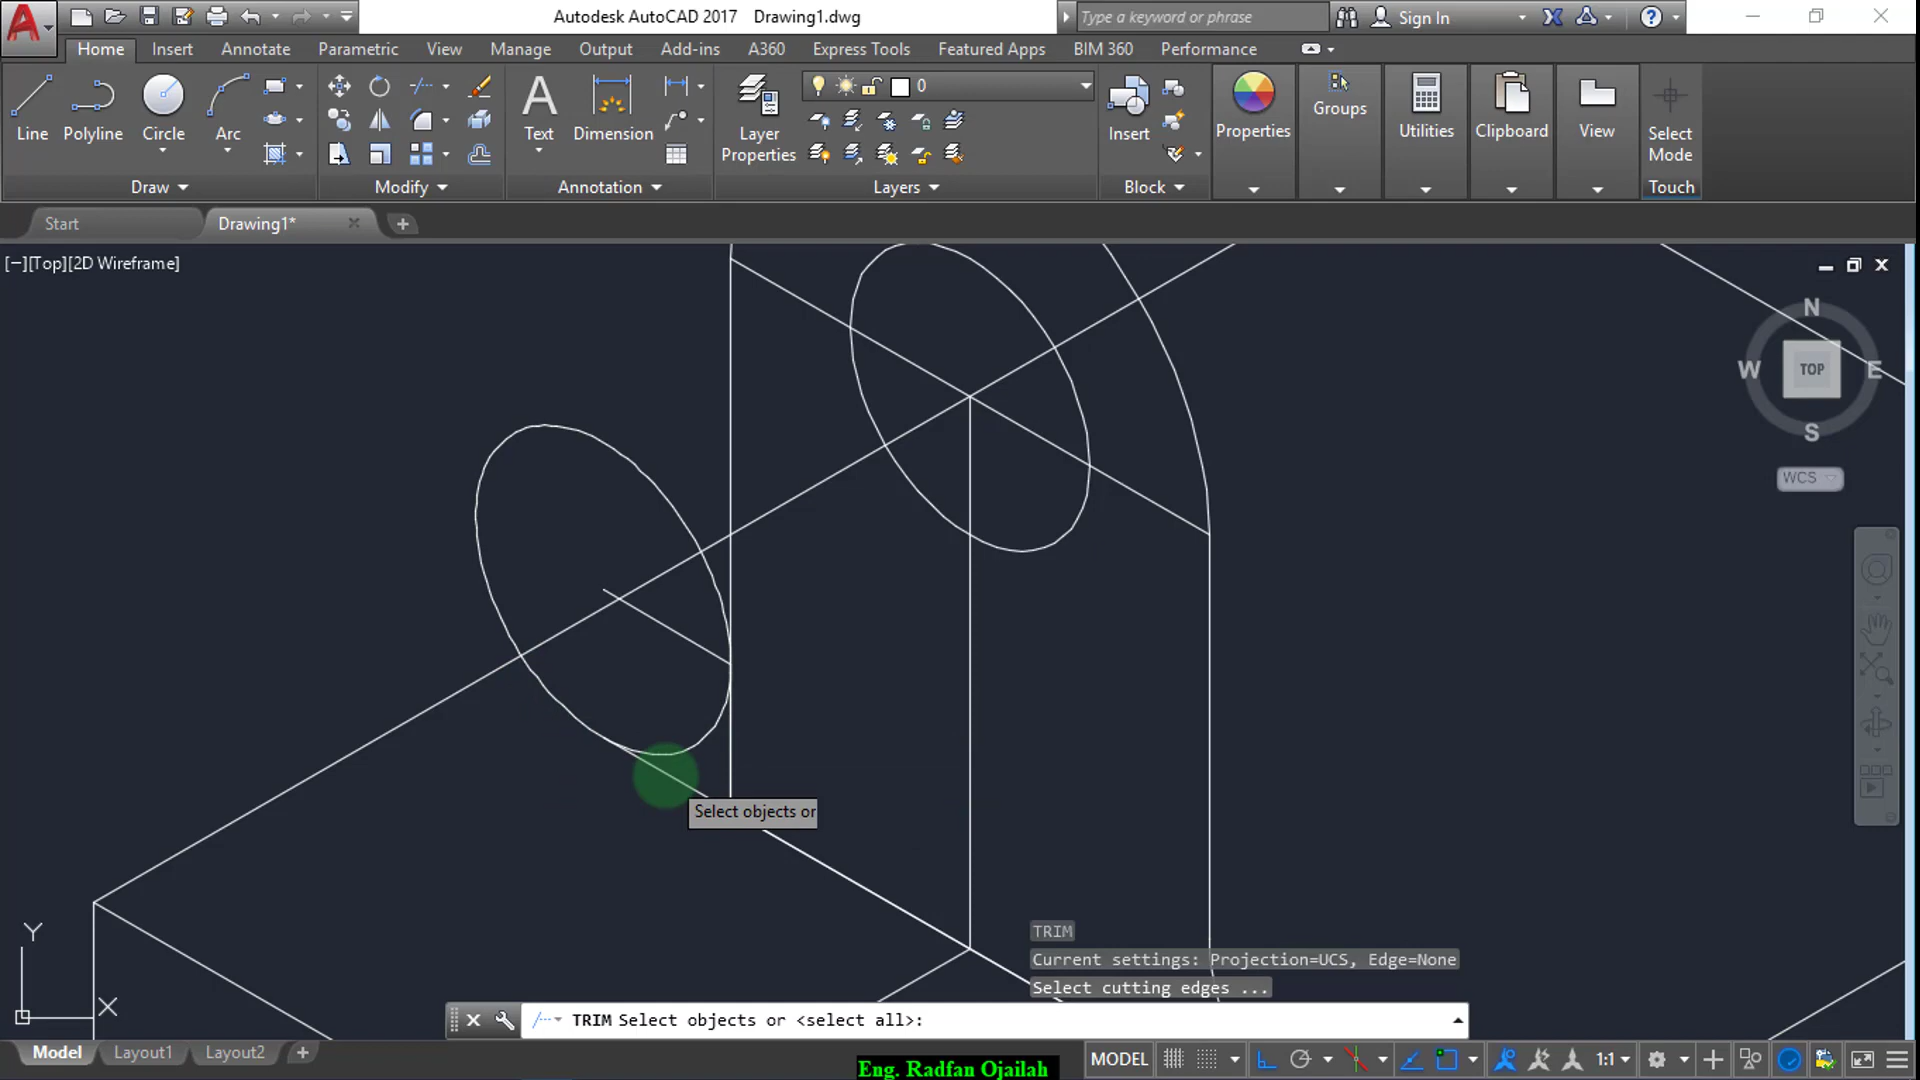 Autodesk AutoCAD 2017 Drawing1.dwg
Type a keyword or phrase
Sign In
Home Insert Annotate Parametric View Manage Output Add-ins A360 Express Tools Featured Apps BIM 360 Performance
Line Polyline Circle Arc
Text Dimension
Layer Properties
0
Insert
Properties Groups Utilities Clipboard View
Select Mode
Draw Modify Annotation Layers Block Touch
Start Drawing1*
[−][Top][2D Wireframe]
N
W TOP E
S
WCS
Select objects or
Y
X
TRIM
Current settings: Projection=UCS, Edge=None
Select cutting edges ...
TRIM Select objects or <select all>:
Model Layout1 Layout2
MODEL 1:1
Eng. Radfan Ojailah